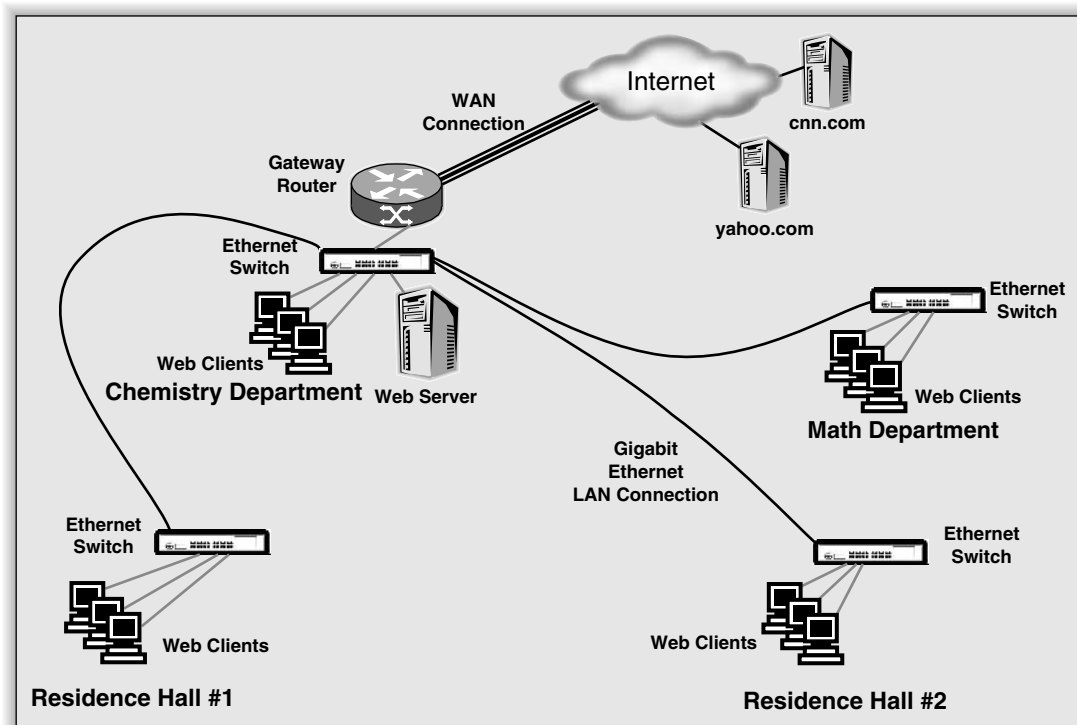 Internet
WAN
Connection
cnn.com
Gateway
Router
yahoo.com
Ethernet
Switch
Ethernet
Switch
Web Clients
Chemistry Department
Web Server
Web Clients
Math Department
Gigabit
Ethernet
LAN Connection
Ethernet
Switch
Ethernet
Switch
Web Clients
Web Clients
Residence Hall #1
Residence Hall #2